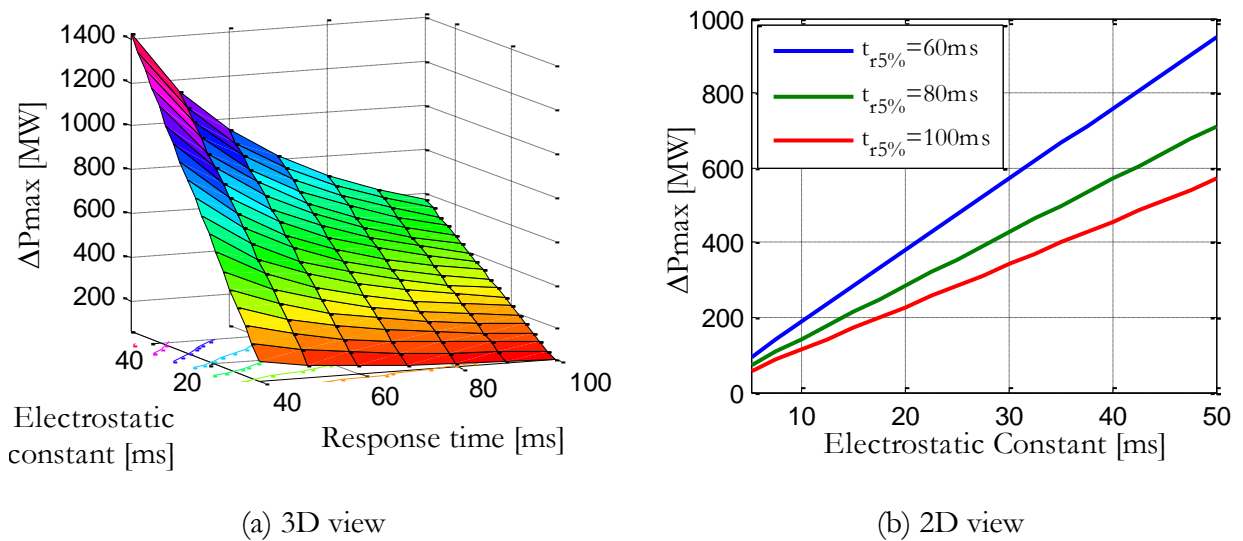 1400
1200
1000
800
600
400
200
ΔPmax [MW]
40
20
40
60
80
100
Electrostatic
constant [ms]
Response time [ms]
(a) 3D view
1000
800
600
400
200
0
ΔPmax [MW]
t r5%=60ms
t r5%=80ms
t r5%=100ms
10
20
30
40
50
Electrostatic Constant [ms]
(b) 2D view